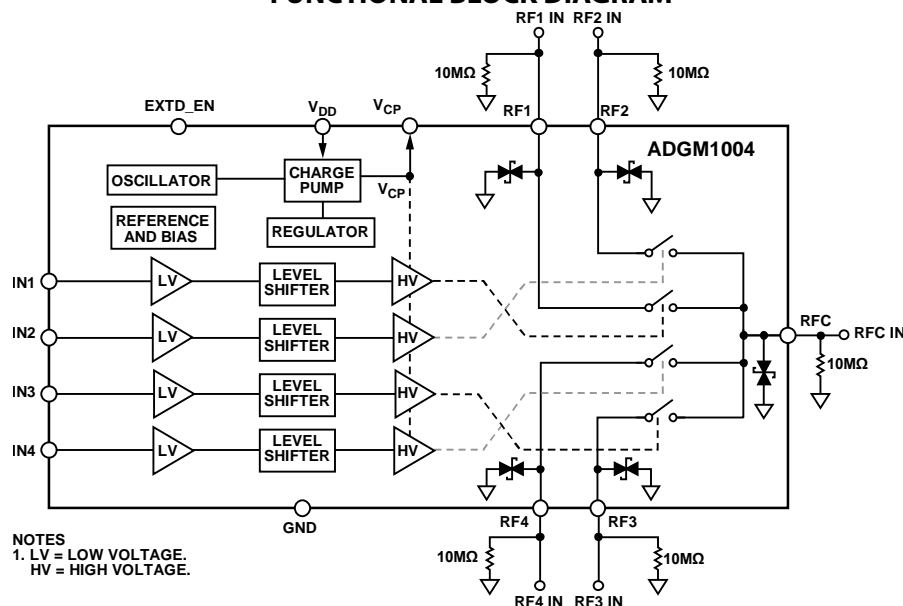 FUNCTIONAL BLOCK DIAGRAM
RF1 IN RF2 IN
10MΩ
10MΩ
EXTD_EN
VDD
VCP
RF1
RF2
ADGM1004
OSCILLATOR
CHARGE
PUMP
VCP
REFERENCE
AND BIAS
REGULATOR
IN1
LV
LEVEL
SHIFTER
HV
IN2
LV
LEVEL
SHIFTER
HV
RFC
RFC IN
10MΩ
IN3
LV
LEVEL
SHIFTER
HV
IN4
LV
LEVEL
SHIFTER
HV
GND
RF4
RF3
10MΩ
10MΩ
RF4 IN RF3 IN
NOTES
1. LV = LOW VOLTAGE.
HV = HIGH VOLTAGE.